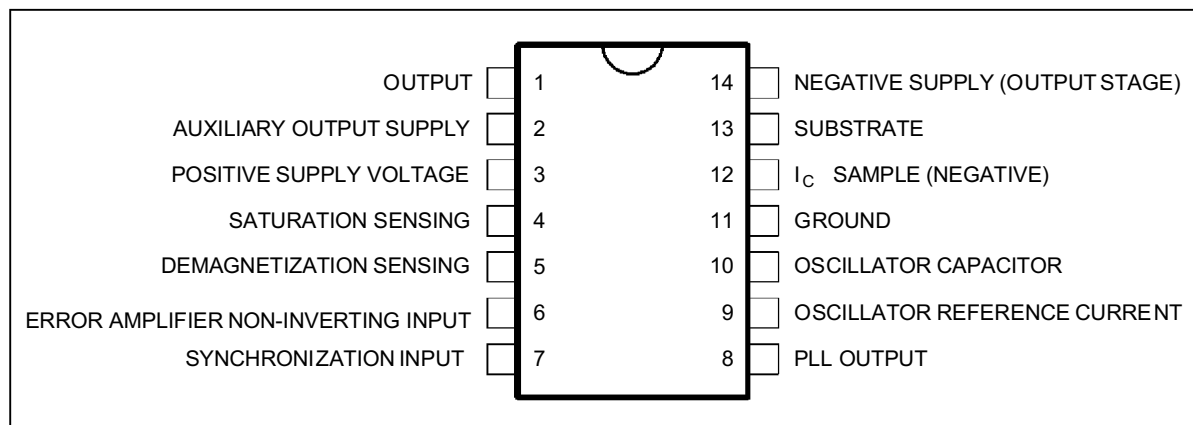 OUTPUT 1 14 NEGATIVE SUPPLY (OUTPUT STAGE)
AUXILIARY OUTPUT SUPPLY 2 13 SUBSTRATE
POSITIVE SUPPLY VOLTAGE 3 12 IC SAMPLE (NEGATIVE)
SATURATION SENSING 4 11 GROUND
DEMAGNETIZATION SENSING 5 10 OSCILLATOR CAPACITOR
ERROR AMPLIFIER NON-INVERTING INPUT 6 9 OSCILLATOR REFERENCE CURRENT
SYNCHRONIZATION INPUT 7 8 PLL OUTPUT